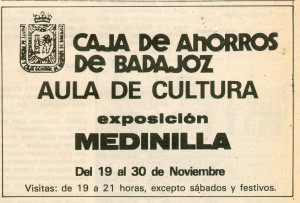 CAJA DE AHORROS
DE BADAJOZ
AULA DE CULTURA
exposición
MEDINILLA
Del 19 al 30 de Noviembre
Visitas: de 19 a 21 horas, excepto sábados y festivos.